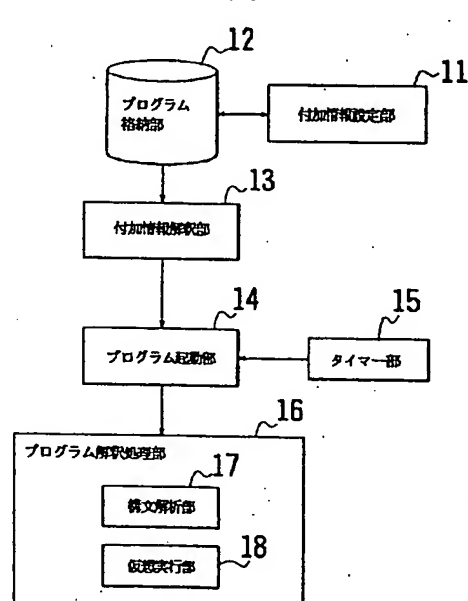 12
11
プログラム
格納部
付加情報設定部
13
付加情報解釈部
14
15
プログラム起動部
タイマー部
16
プログラム解釈処理部
17
構文解析部
18
仮想実行部